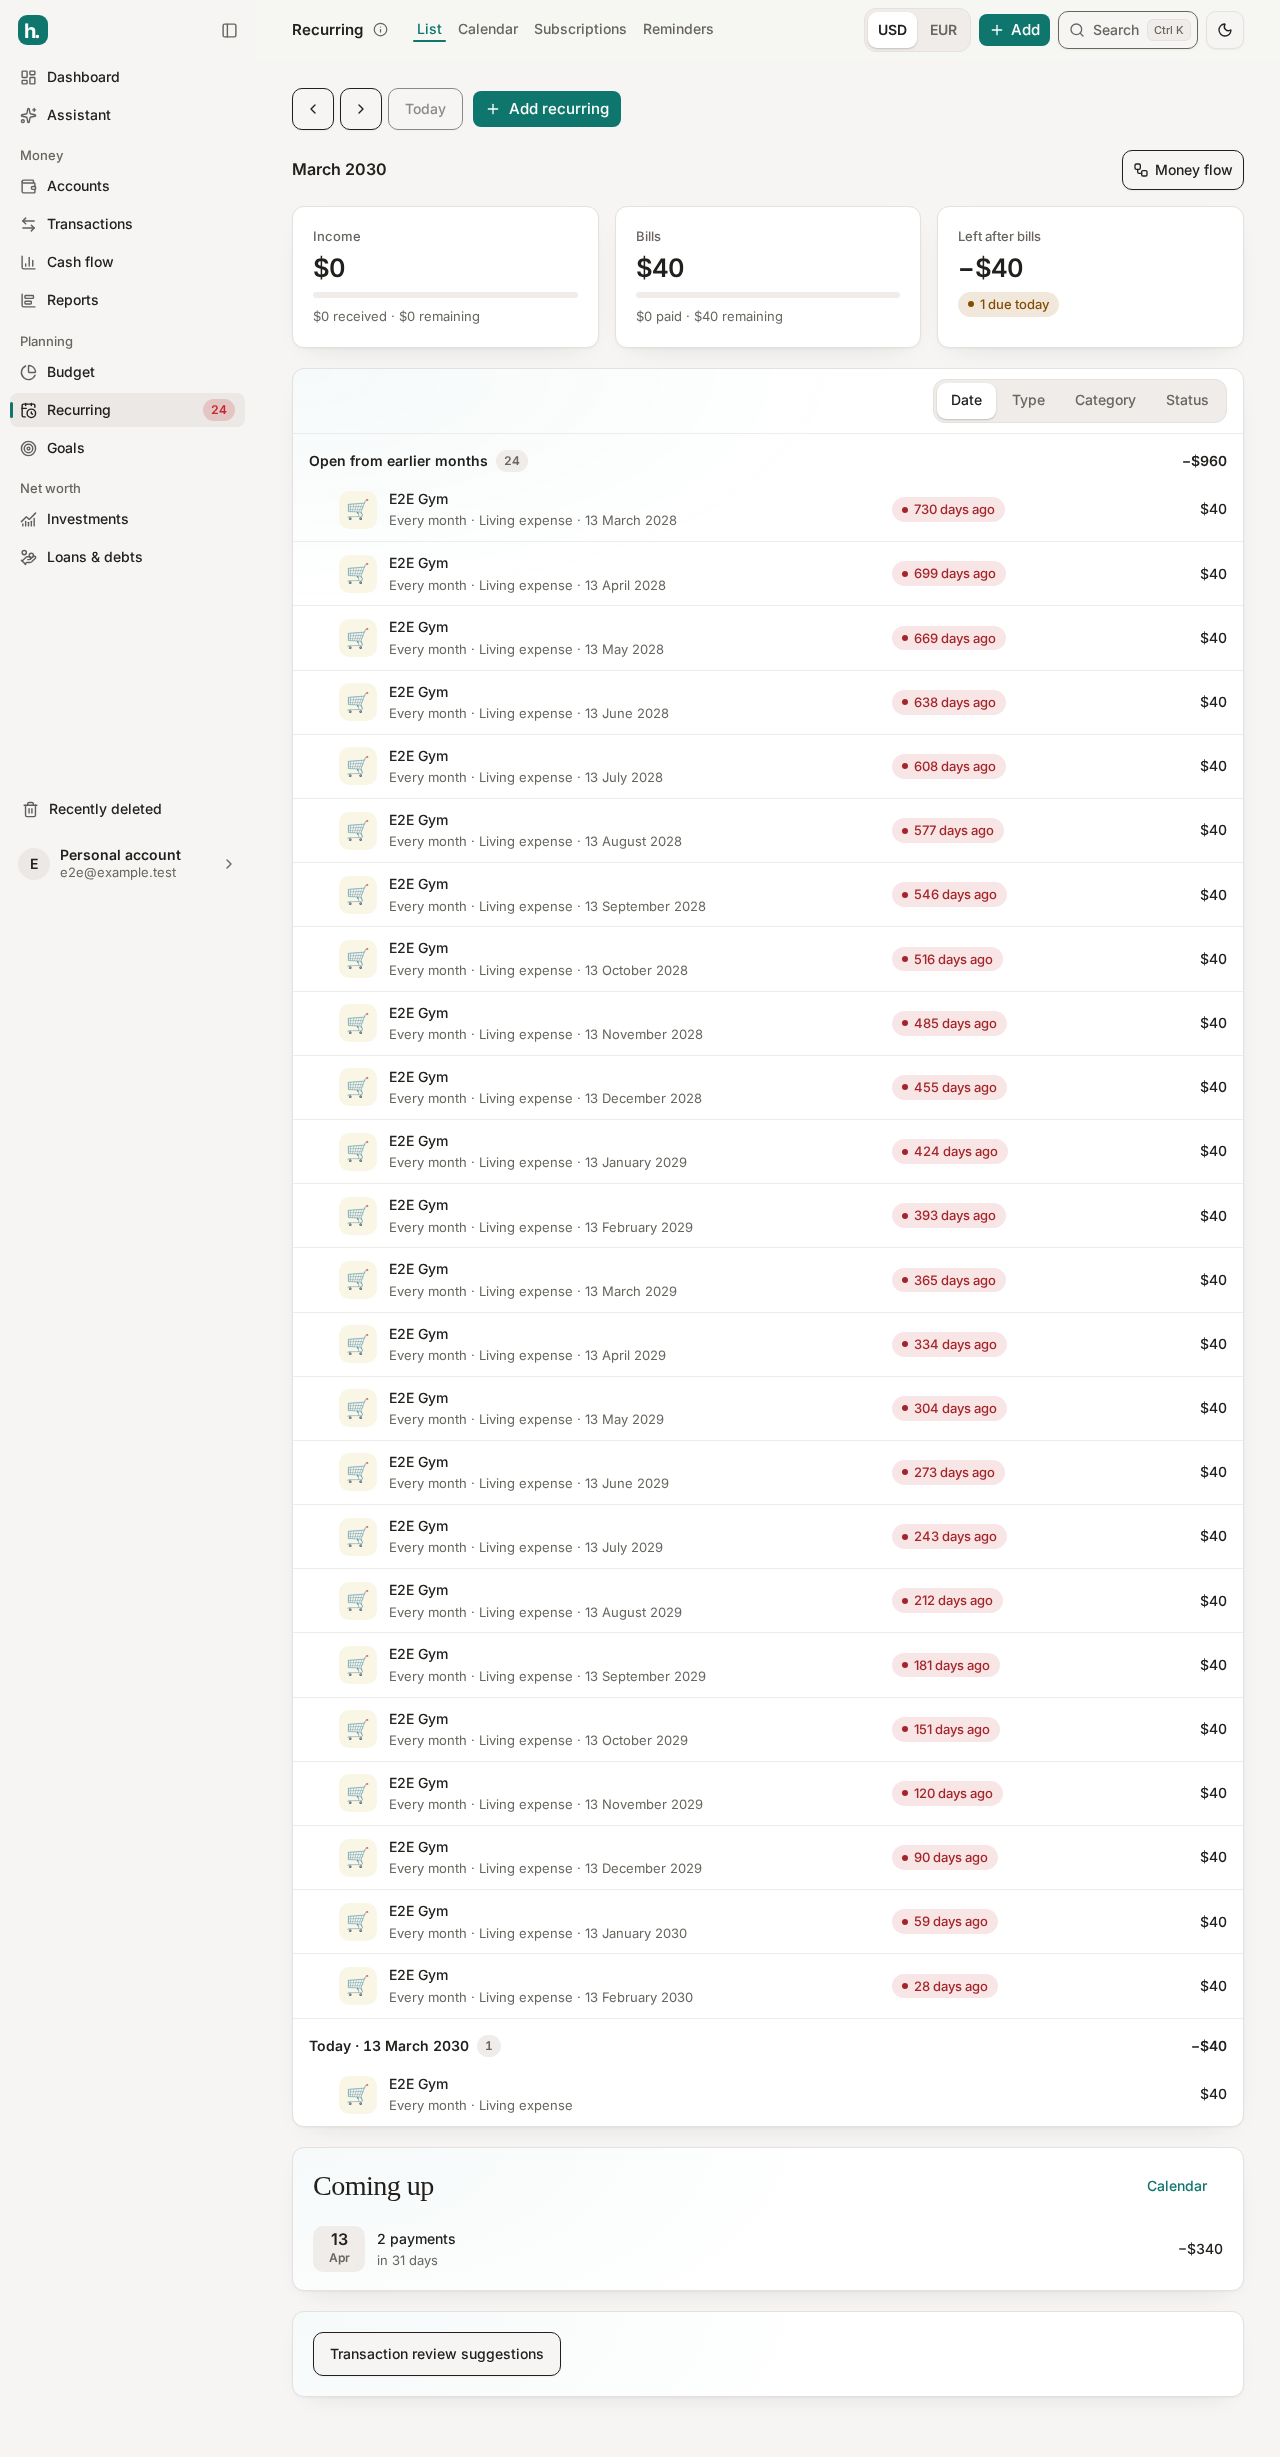 h.
Dashboard
Assistant
Money
Accounts
Transactions
Cash flow
Reports
Planning
Budget
Recurring 24
Goals
Net worth
Investments
Loans & debts
Recently deleted
E
Personal account
e2e@example.test
Recurring List Calendar Subscriptions Reminders USD EUR Add Search Ctrl K
Today Add recurring
March 2030 Money flow
Income
$0
$0 received · $0 remaining
Bills
$40
$0 paid · $40 remaining
Left after bills
−$40
1 due today
Date Type Category Status
Open from earlier months 24 −$960
E2E Gym
Every month · Living expense · 13 March 2028 730 days ago $40
E2E Gym
Every month · Living expense · 13 April 2028 699 days ago $40
E2E Gym
Every month · Living expense · 13 May 2028 669 days ago $40
E2E Gym
Every month · Living expense · 13 June 2028 638 days ago $40
E2E Gym
Every month · Living expense · 13 July 2028 608 days ago $40
E2E Gym
Every month · Living expense · 13 August 2028 577 days ago $40
E2E Gym
Every month · Living expense · 13 September 2028 546 days ago $40
E2E Gym
Every month · Living expense · 13 October 2028 516 days ago $40
E2E Gym
Every month · Living expense · 13 November 2028 485 days ago $40
E2E Gym
Every month · Living expense · 13 December 2028 455 days ago $40
E2E Gym
Every month · Living expense · 13 January 2029 424 days ago $40
E2E Gym
Every month · Living expense · 13 February 2029 393 days ago $40
E2E Gym
Every month · Living expense · 13 March 2029 365 days ago $40
E2E Gym
Every month · Living expense · 13 April 2029 334 days ago $40
E2E Gym
Every month · Living expense · 13 May 2029 304 days ago $40
E2E Gym
Every month · Living expense · 13 June 2029 273 days ago $40
E2E Gym
Every month · Living expense · 13 July 2029 243 days ago $40
E2E Gym
Every month · Living expense · 13 August 2029 212 days ago $40
E2E Gym
Every month · Living expense · 13 September 2029 181 days ago $40
E2E Gym
Every month · Living expense · 13 October 2029 151 days ago $40
E2E Gym
Every month · Living expense · 13 November 2029 120 days ago $40
E2E Gym
Every month · Living expense · 13 December 2029 90 days ago $40
E2E Gym
Every month · Living expense · 13 January 2030 59 days ago $40
E2E Gym
Every month · Living expense · 13 February 2030 28 days ago $40
Today · 13 March 2030 1 −$40
E2E Gym
Every month · Living expense $40
Coming up Calendar
13 Apr
2 payments
in 31 days
−$340
Transaction review suggestions